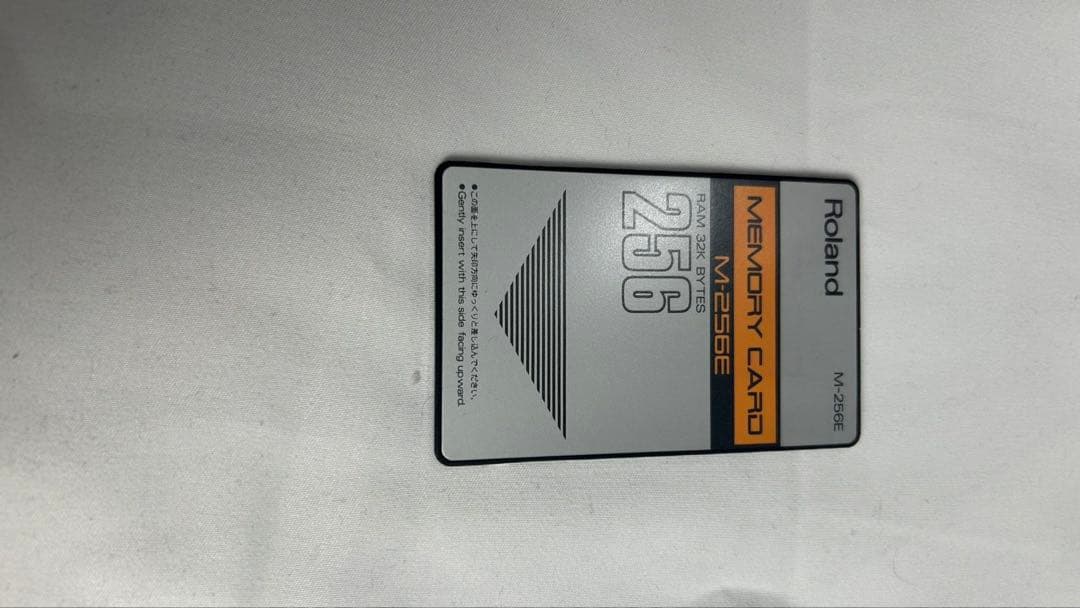 Roland
M-256E
MEMORY CARD
M-256E
RAM 32K BYTES
256
●この面を上にして矢印方向にゆっくりと差し込んでください。
●Gently insert with this side facing upward.